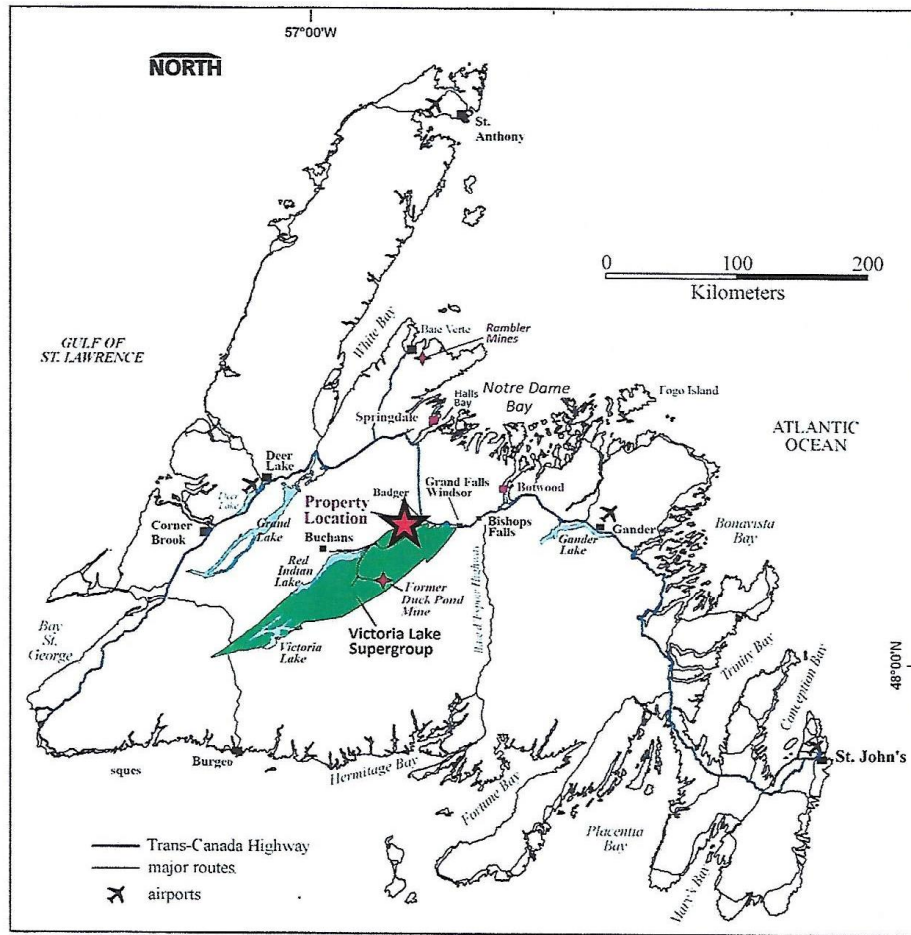 57°00'W
NORTH
St.
Anthony
0 100 200
Kilometers
GULF OF
ST. LAWRENCE
White Bay
Baie Verte
Rambler
Mines
Notre Dame
Bay
Halls
Bay
Fogo Island
Springdale
ATLANTIC
OCEAN
Deer
Lake
Deer
Lake
Grand Falls
Windsor
Botwood
Property
Location
Badger
Corner
Brook
Grand
Lake
Buchans
Bishops
Falls
Gander
Gander
Lake
Bonavista
Bay
Red
Indian
Lake
Former
Duck Pond
Mine
Bay d'Espoir Highway
Victoria Lake
Supergroup
Victoria
Lake
Bay
St.
George
Trinity Bay
Conception Bay
48°00'N
sques
Burgeo
Hermitage Bay
Fortune Bay
Placentia
Bay
St. John's
Mary's Bay
Trans-Canada Highway
major routes
airports